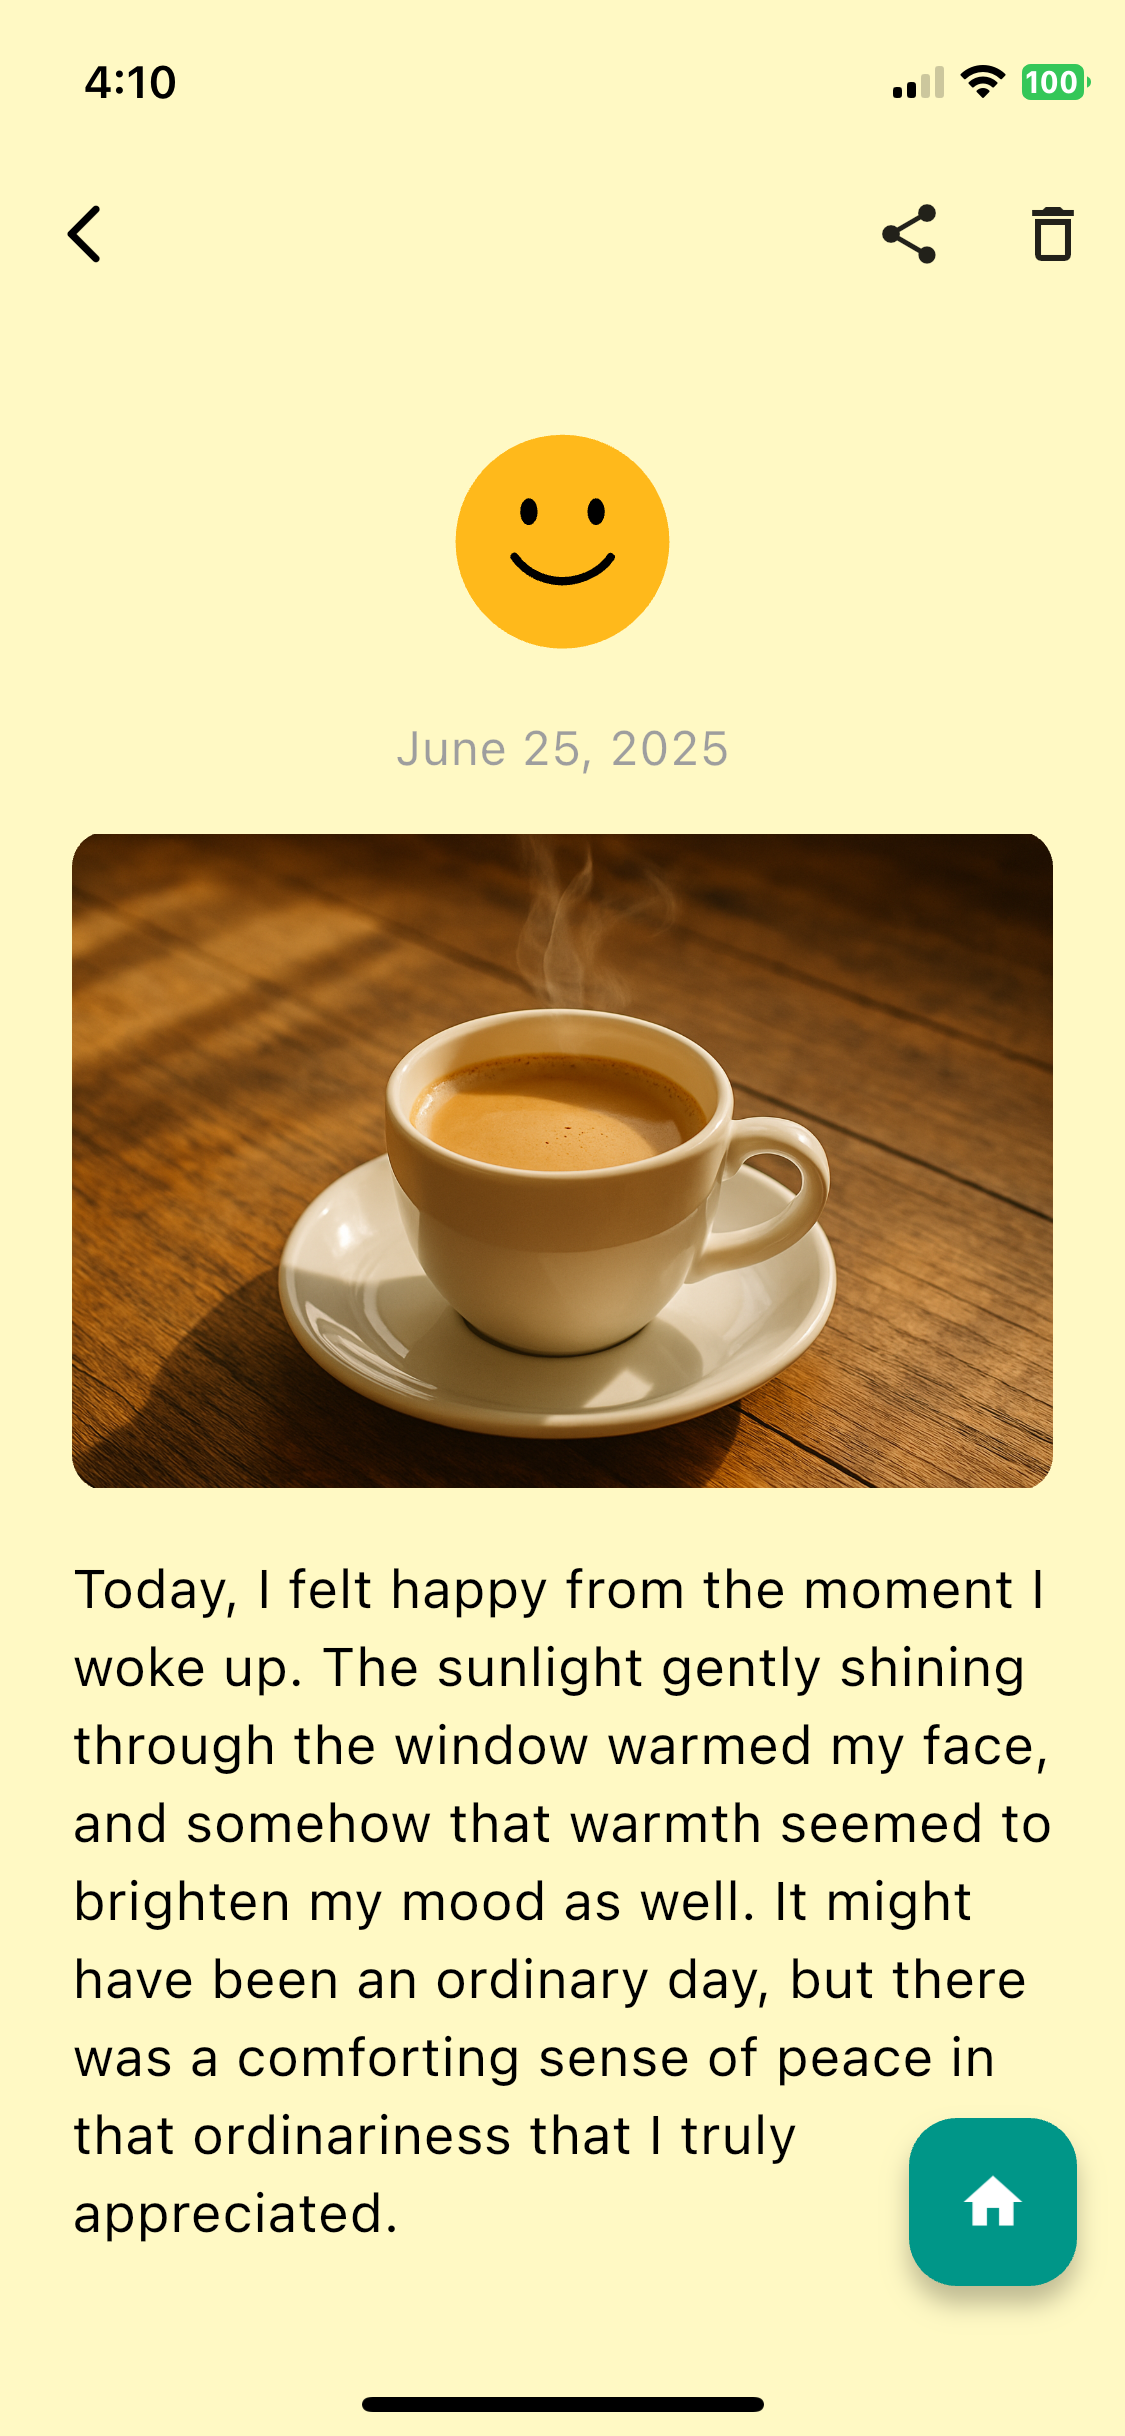 4:10
100
June 25, 2025
Today, I felt happy from the moment I
woke up. The sunlight gently shining
through the window warmed my face,
and somehow that warmth seemed to
brighten my mood as well. It might
have been an ordinary day, but there
was a comforting sense of peace in
that ordinariness that I truly
appreciated.